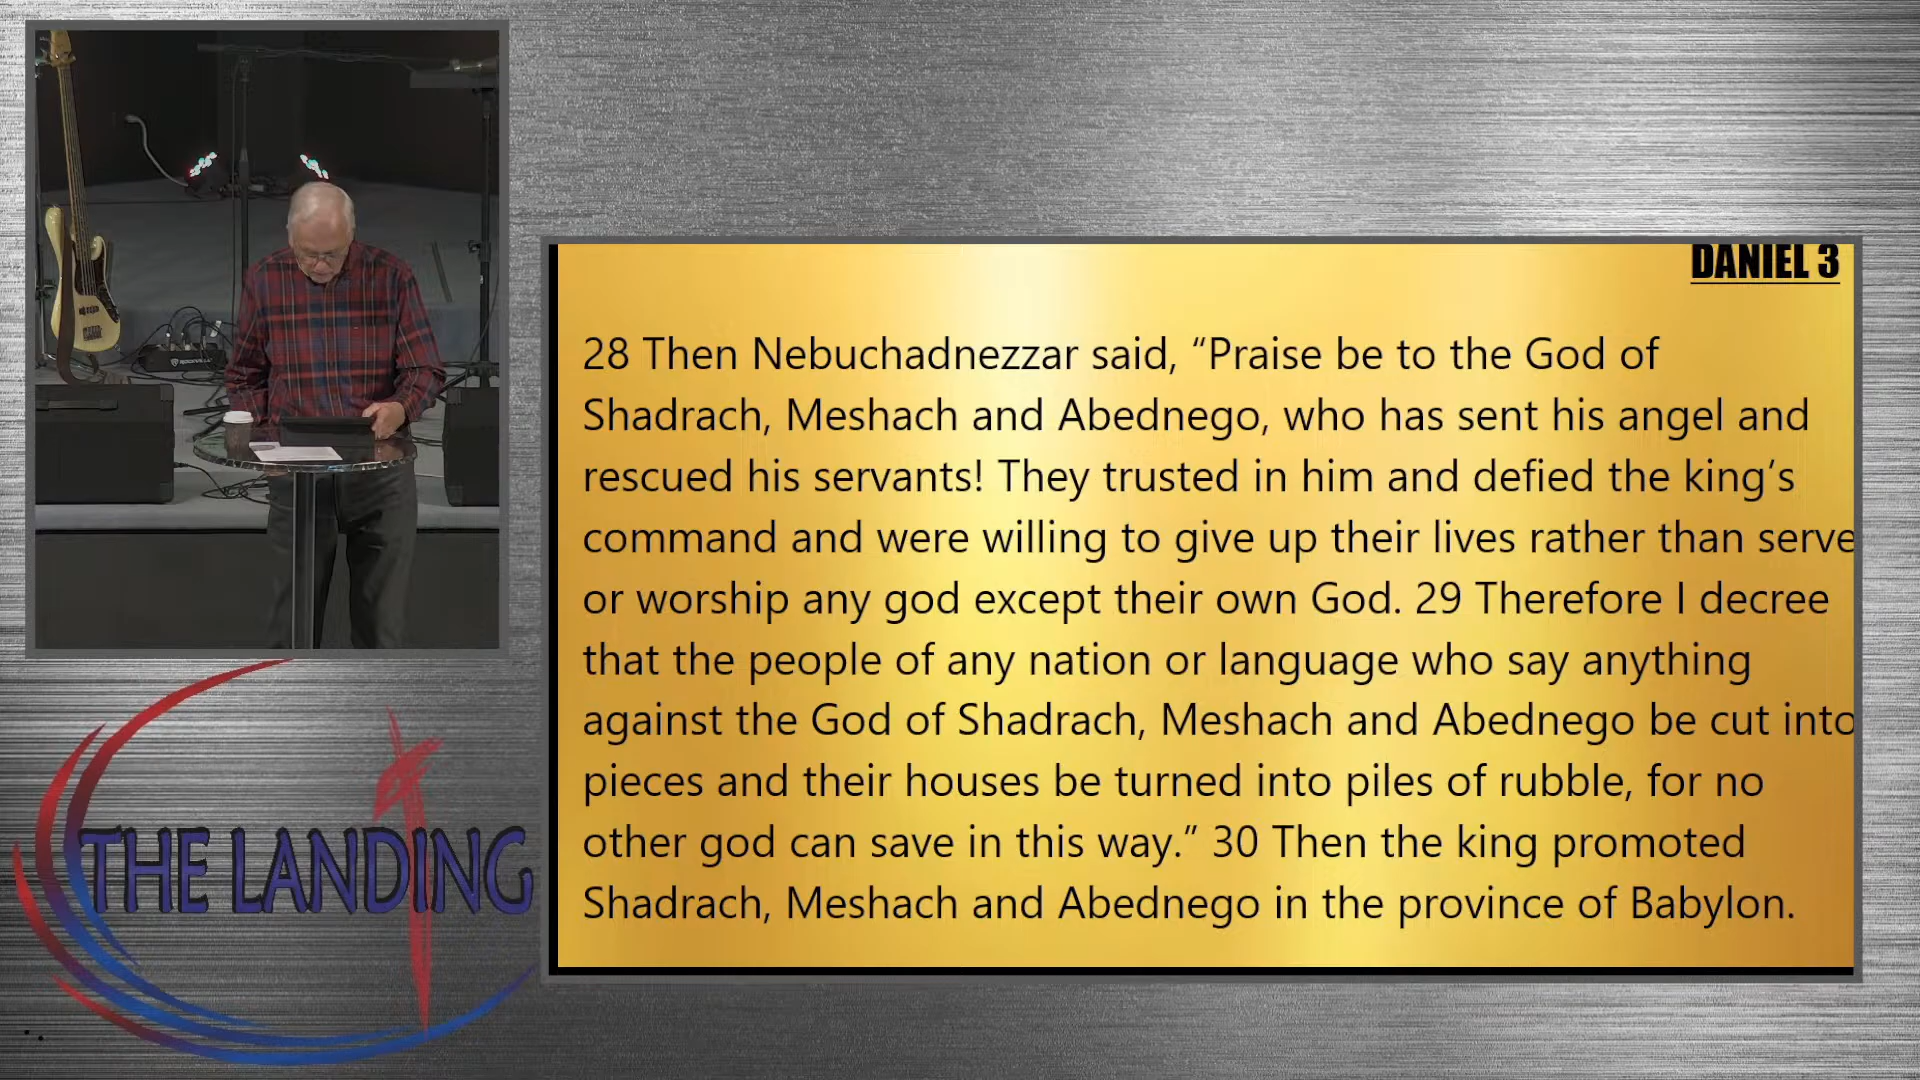 DANIEL 3
28 Then Nebuchadnezzar said, “Praise be to the God of
Shadrach, Meshach and Abednego, who has sent his angel and
rescued his servants! They trusted in him and defied the king’s
command and were willing to give up their lives rather than serve
or worship any god except their own God. 29 Therefore I decree
that the people of any nation or language who say anything
against the God of Shadrach, Meshach and Abednego be cut into
pieces and their houses be turned into piles of rubble, for no
other god can save in this way.” 30 Then the king promoted
Shadrach, Meshach and Abednego in the province of Babylon.
THE LANDING